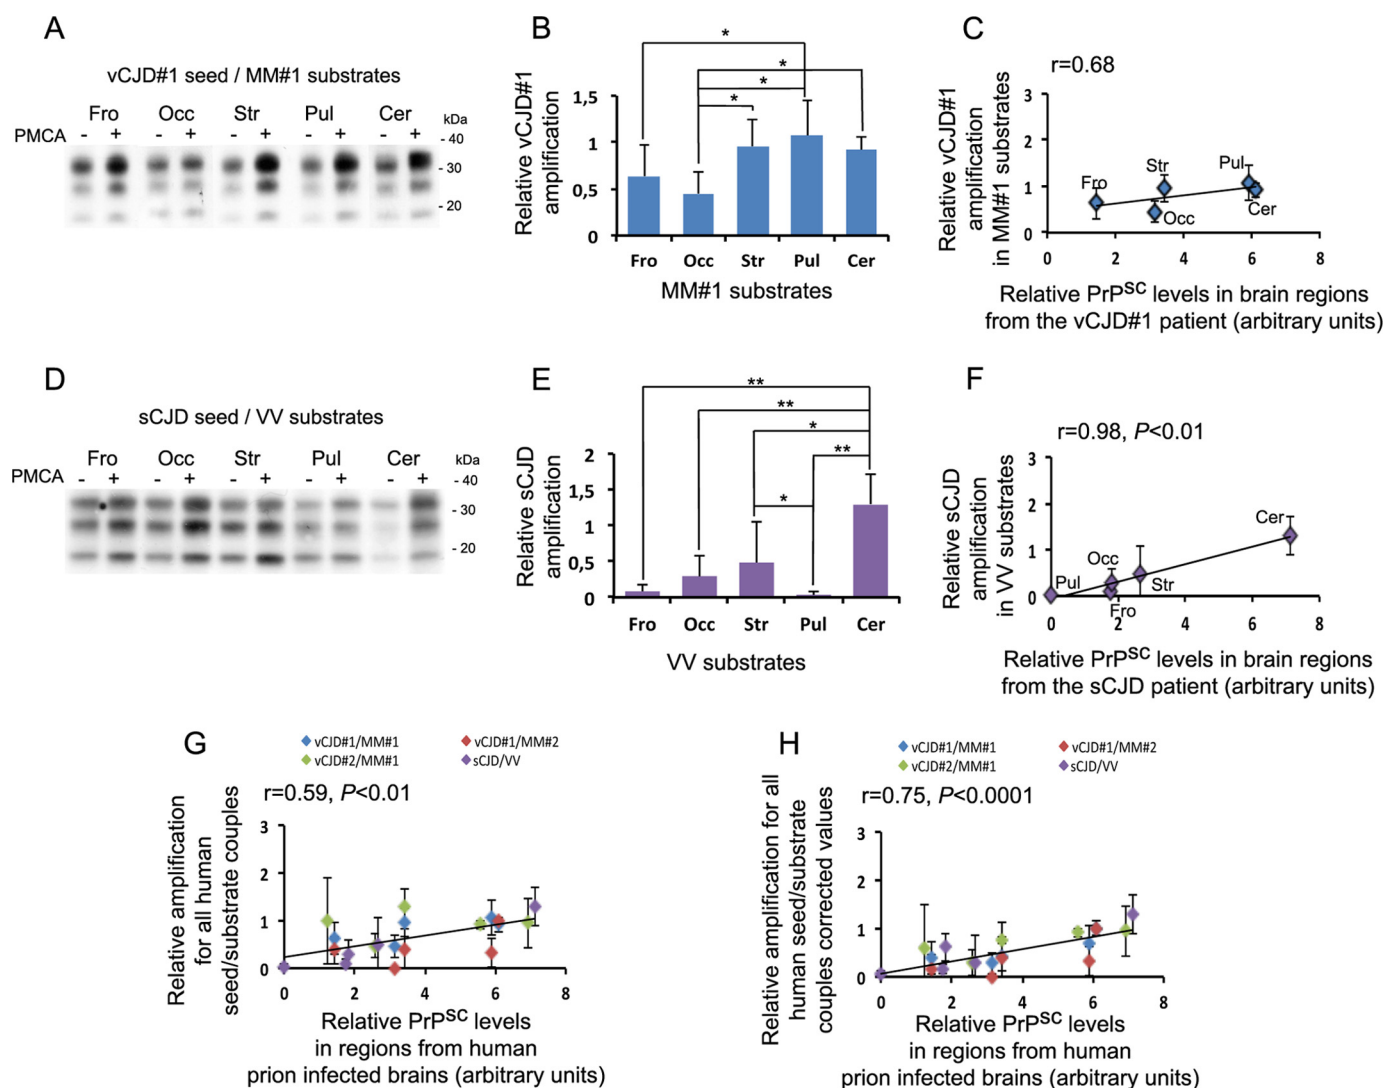 A
vCJD#1 seed / MM#1 substrates
Fro Occ Str Pul Cer
kDa
PMCA - + - + - + - + - +
- 40
- 30
- 20
B
Relative vCJD#1
amplification
1,5
1
0,5
0
* * * *
Fro Occ Str Pul Cer
MM#1 substrates
C
r=0.68
Relative vCJD#1
amplification
in MM#1 substrates
3
2
1
0
Fro Str Occ Pul Cer
0 2 4 6 8
Relative PrPSC levels in brain regions
from the vCJD#1 patient (arbitrary units)
D
sCJD seed / VV substrates
Fro Occ Str Pul Cer
kDa
PMCA - + - + - + - + - +
- 40
- 30
- 20
E
Relative sCJD
amplification
2
1,5
1
0,5
0
** ** * ** *
Fro Occ Str Pul Cer
VV substrates
F
r=0.98, P<0.01
Relative sCJD
amplification
in VV substrates
3
2
1
0
Pul Occ Fro Str Cer
0 2 4 6 8
Relative PrPSC levels in brain regions
from the sCJD patient (arbitrary units)
G
vCJD#1/MM#1 vCJD#1/MM#2
vCJD#2/MM#1 sCJD/VV
r=0.59, P<0.01
Relative amplification
for all human
seed/substrate couples
3
2
1
0
0 2 4 6 8
Relative PrPSC levels
in regions from human
prion infected brains (arbitrary units)
H
vCJD#1/MM#1 vCJD#1/MM#2
vCJD#2/MM#1 sCJD/VV
r=0.75, P<0.0001
Relative amplification for all
human seed/substrate
couples corrected values
3
2
1
0
0 2 4 6 8
Relative PrPSC levels
in regions from human
prion infected brains (arbitrary units)